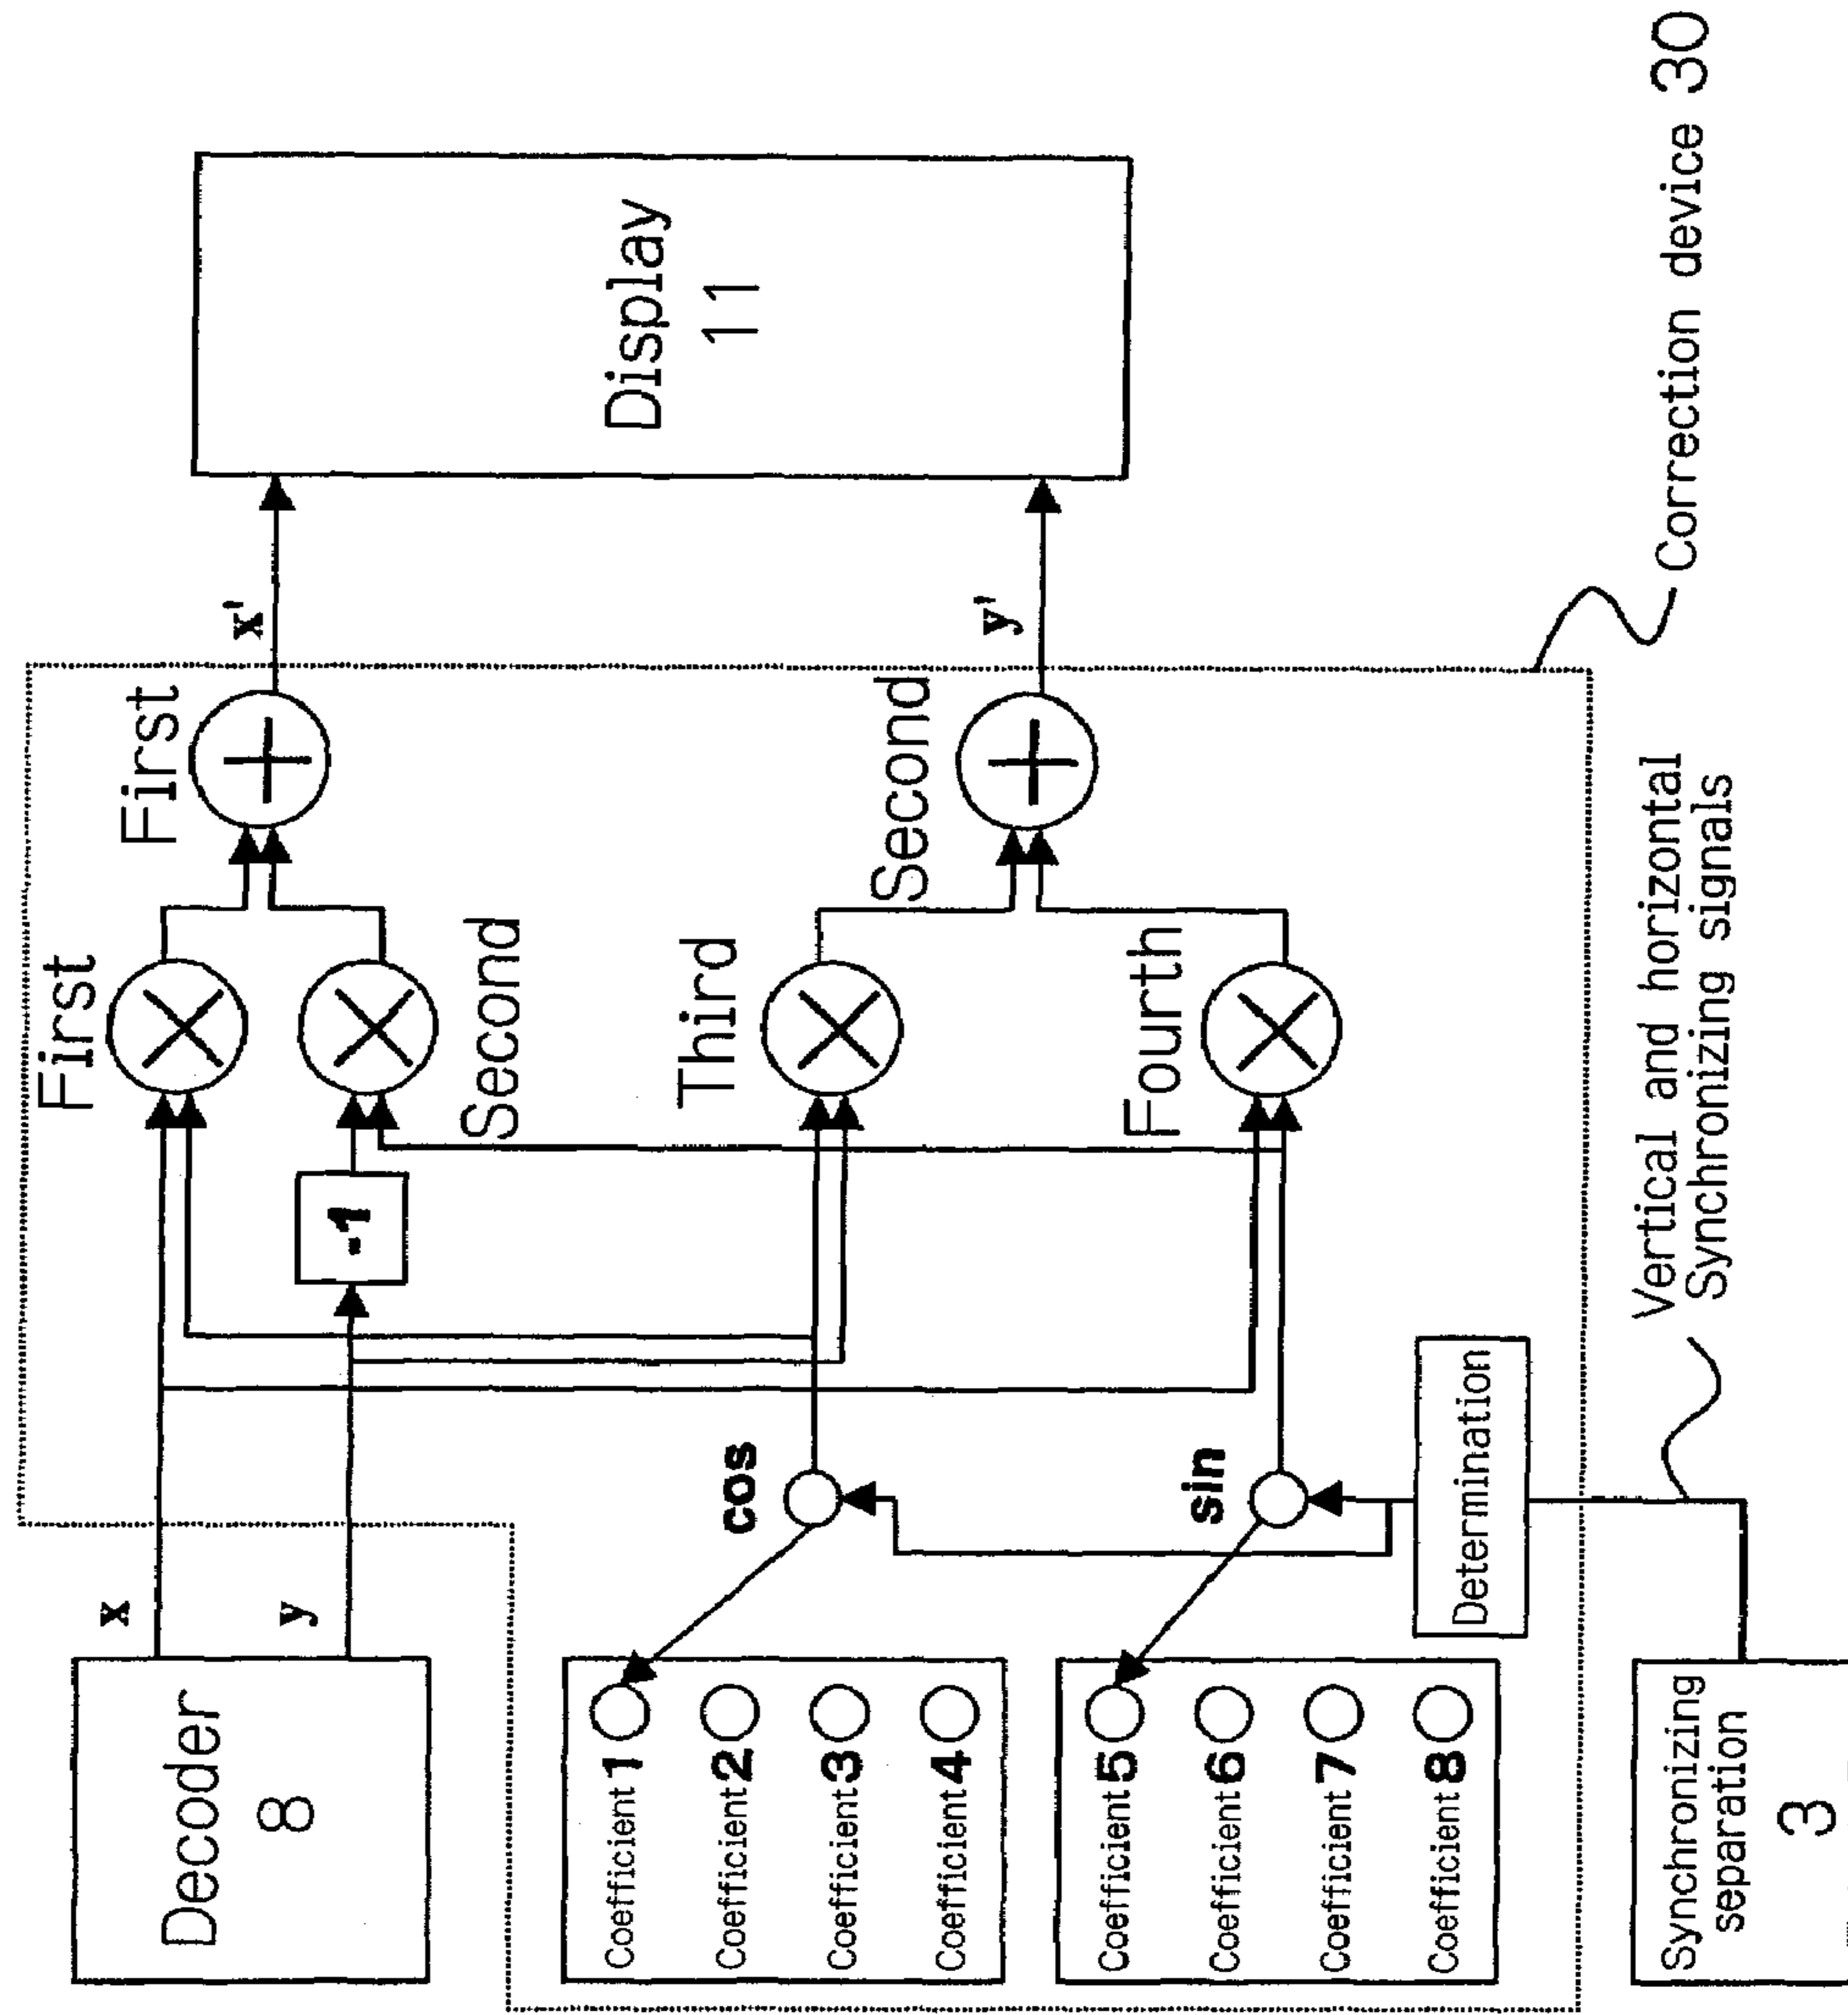 Decoder
8
x
y
Coefficient 1
Coefficient 2
Coefficient 3
Coefficient 4
Coefficient 5
Coefficient 6
Coefficient 7
Coefficient 8
cos
sin
Determination
Synchronizing
separation
3
Vertical and horizontal
Synchronizing signals
-1
First
Second
Third
Fourth
First
Second
x'
y'
Display
11
Correction device 30